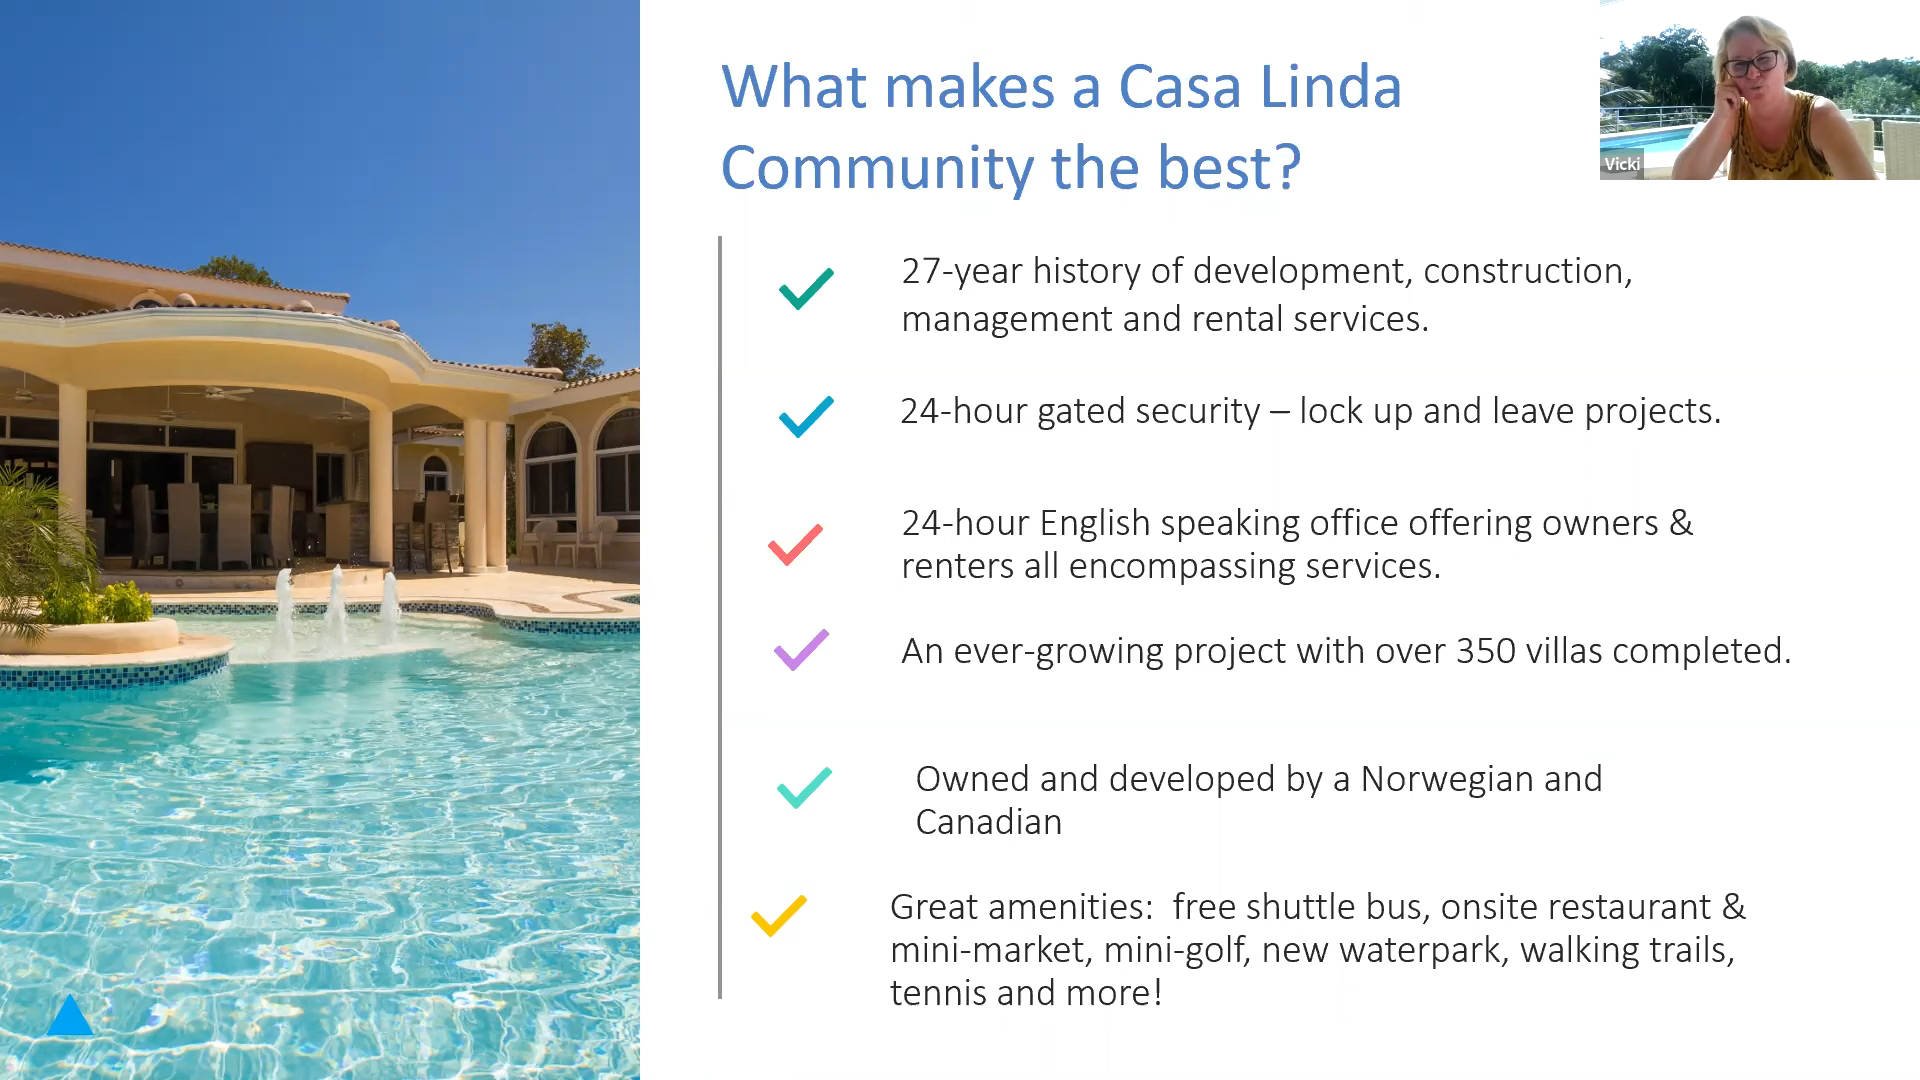 What makes a Casa Linda
Community the best?
Vicki
27-year history of development, construction,
management and rental services.
24-hour gated security – lock up and leave projects.
24-hour English speaking office offering owners &
renters all encompassing services.
An ever-growing project with over 350 villas completed.
Owned and developed by a Norwegian and
Canadian
Great amenities:  free shuttle bus, onsite restaurant &
mini-market, mini-golf, new waterpark, walking trails,
tennis and more!